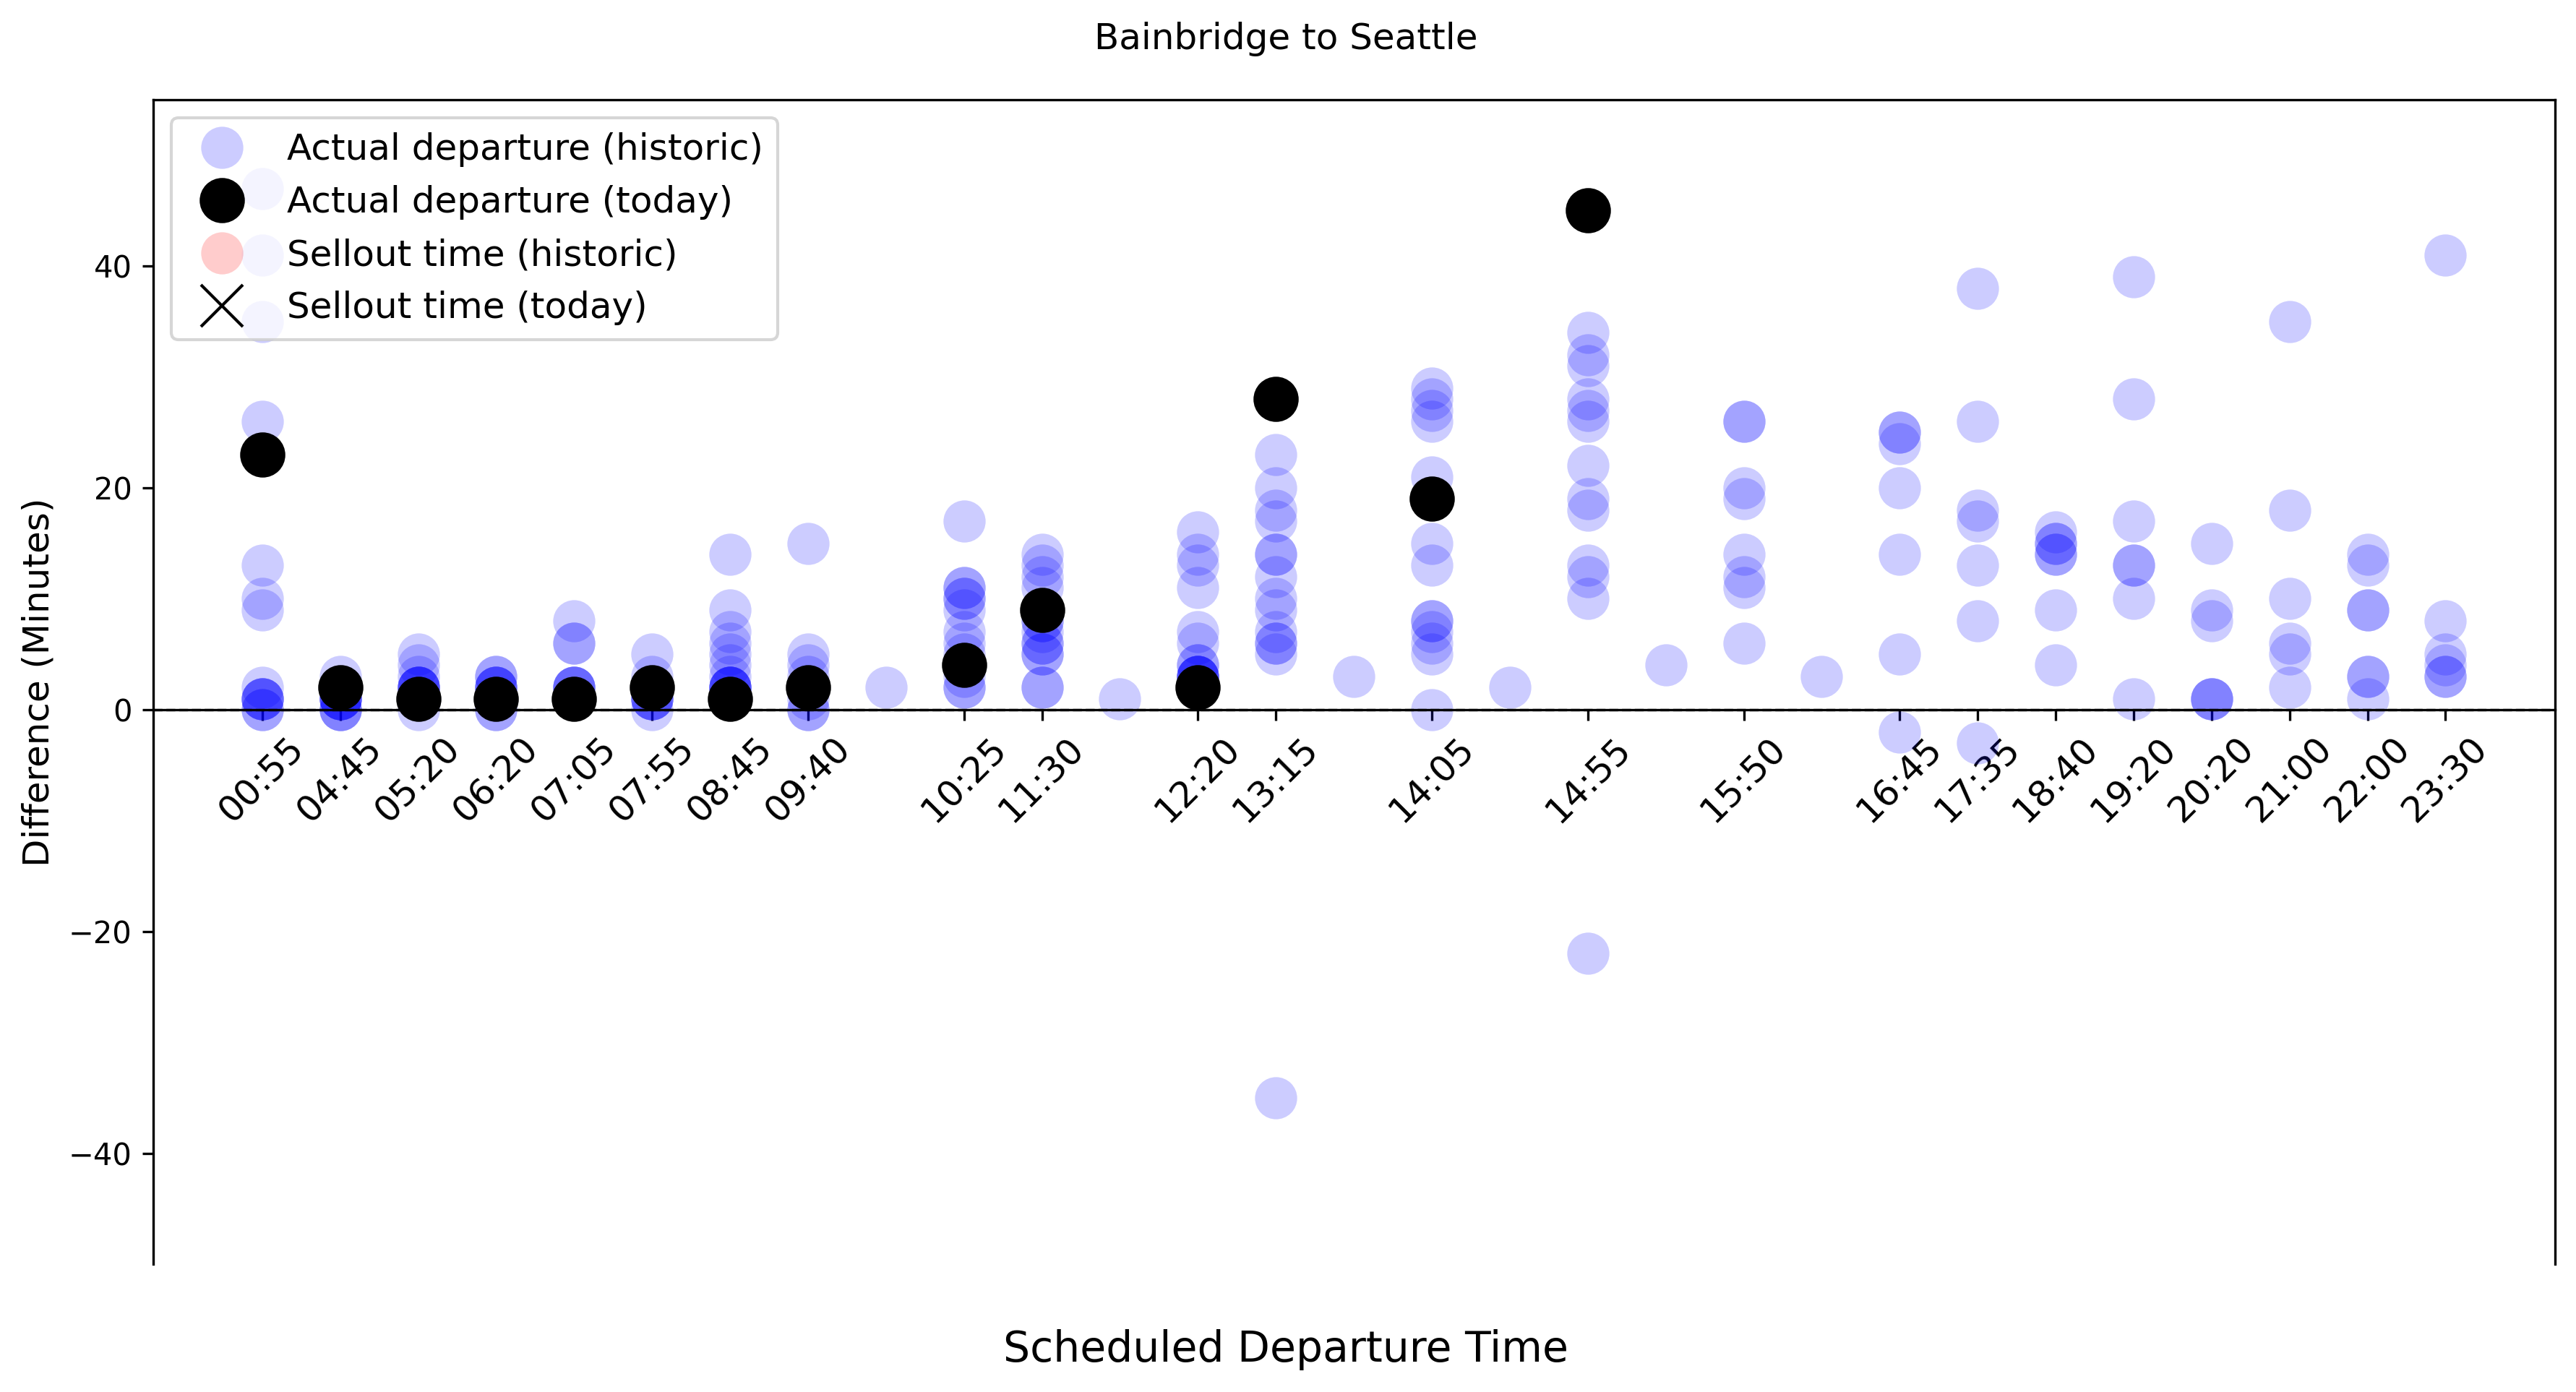 Bainbridge to Seattle
Actual departure (historic)
Actual departure (today)
Sellout time (historic)
Sellout time (today)
Difference (Minutes)
40
20
0
−20
−40
00:55 04:45 05:20 06:20 07:05 07:55 08:45 09:40 10:25 11:30 12:20 13:15 14:05 14:55 15:50 16:45 17:35 18:40 19:20 20:20 21:00 22:00 23:30
Scheduled Departure Time